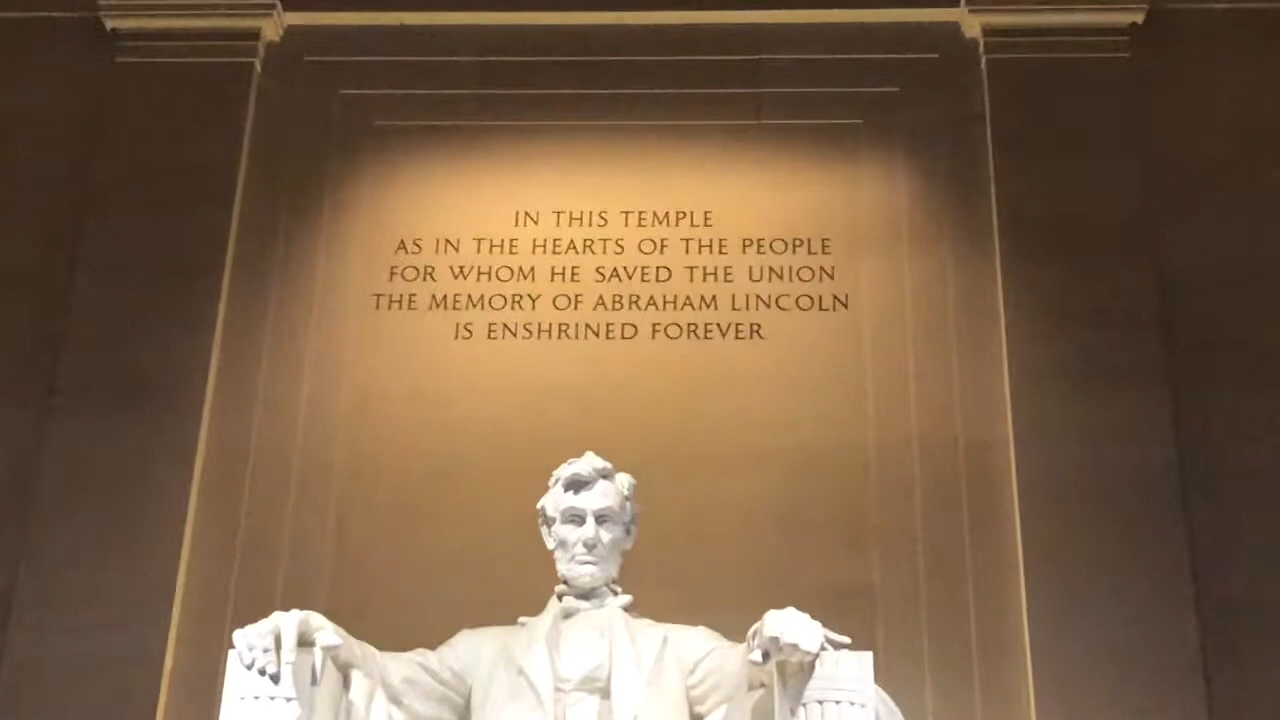 IN THIS TEMPLE
AS IN THE HEARTS OF THE PEOPLE
FOR WHOM HE SAVED THE UNION
THE MEMORY OF ABRAHAM LINCOLN
IS ENSHRINED FOREVER